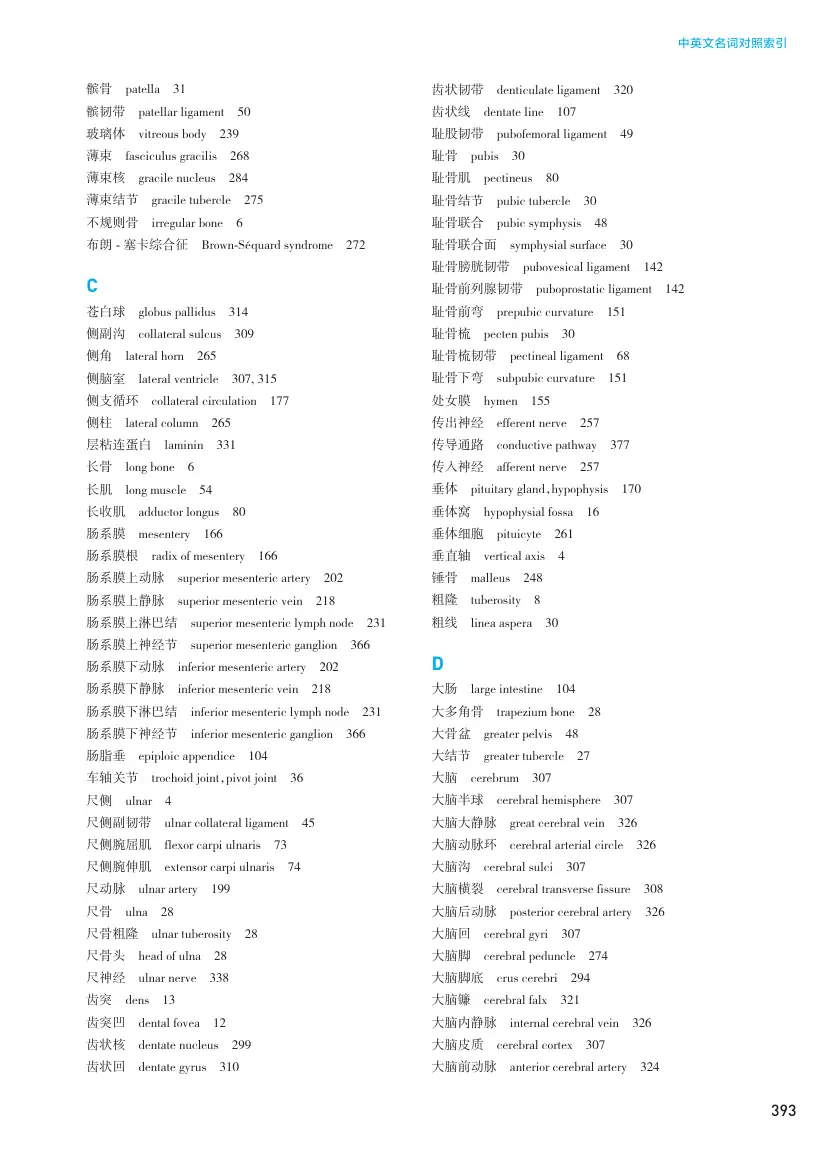 中英文名词对照索引
髌骨 patella 31
髌韧带 patellar ligament 50
玻璃体 vitreous body 239
薄束 fasciculus gracilis 268
薄束核 gracile nucleus 284
薄束结节 gracile tubercle 275
不规则骨 irregular bone 6
布朗 - 塞卡综合征 Brown-Séquard syndrome 272
C
苍白球 globus pallidus 314
侧副沟 collateral sulcus 309
侧角 lateral horn 265
侧脑室 lateral ventricle 307, 315
侧支循环 collateral circulation 177
侧柱 lateral column 265
层粘连蛋白 laminin 331
长骨 long bone 6
长肌 long muscle 54
长收肌 adductor longus 80
肠系膜 mesentery 166
肠系膜根 radix of mesentery 166
肠系膜上动脉 superior mesenteric artery 202
肠系膜上静脉 superior mesenteric vein 218
肠系膜上淋巴结 superior mesenteric lymph node 231
肠系膜上神经节 superior mesenteric ganglion 366
肠系膜下动脉 inferior mesenteric artery 202
肠系膜下静脉 inferior mesenteric vein 218
肠系膜下淋巴结 inferior mesenteric lymph node 231
肠系膜下神经节 inferior mesenteric ganglion 366
肠脂垂 epiploic appendice 104
车轴关节 trochoid joint, pivot joint 36
尺侧 ulnar 4
尺侧副韧带 ulnar collateral ligament 45
尺侧腕屈肌 flexor carpi ulnaris 73
尺侧腕伸肌 extensor carpi ulnaris 74
尺动脉 ulnar artery 199
尺骨 ulna 28
尺骨粗隆 ulnar tuberosity 28
尺骨头 head of ulna 28
尺神经 ulnar nerve 338
齿突 dens 13
齿突凹 dental fovea 12
齿状核 dentate nucleus 299
齿状回 dentate gyrus 310
齿状韧带 denticulate ligament 320
齿状线 dentate line 107
耻股韧带 pubofemoral ligament 49
耻骨 pubis 30
耻骨肌 pectineus 80
耻骨结节 pubic tubercle 30
耻骨联合 pubic symphysis 48
耻骨联合面 symphysial surface 30
耻骨膀胱韧带 pubovesical ligament 142
耻骨前列腺韧带 puboprostatic ligament 142
耻骨前弯 prepubic curvature 151
耻骨梳 pecten pubis 30
耻骨梳韧带 pectineal ligament 68
耻骨下弯 subpubic curvature 151
处女膜 hymen 155
传出神经 efferent nerve 257
传导通路 conductive pathway 377
传入神经 afferent nerve 257
垂体 pituitary gland, hypophysis 170
垂体窝 hypophysial fossa 16
垂体细胞 pituicyte 261
垂直轴 vertical axis 4
锤骨 malleus 248
粗隆 tuberosity 8
粗线 linea aspera 30
D
大肠 large intestine 104
大多角骨 trapezium bone 28
大骨盆 greater pelvis 48
大结节 greater tubercle 27
大脑 cerebrum 307
大脑半球 cerebral hemisphere 307
大脑大静脉 great cerebral vein 326
大脑动脉环 cerebral arterial circle 326
大脑沟 cerebral sulci 307
大脑横裂 cerebral transverse fissure 308
大脑后动脉 posterior cerebral artery 326
大脑回 cerebral gyri 307
大脑脚 cerebral peduncle 274
大脑脚底 crus cerebri 294
大脑镰 cerebral falx 321
大脑内静脉 internal cerebral vein 326
大脑皮质 cerebral cortex 307
大脑前动脉 anterior cerebral artery 324
393